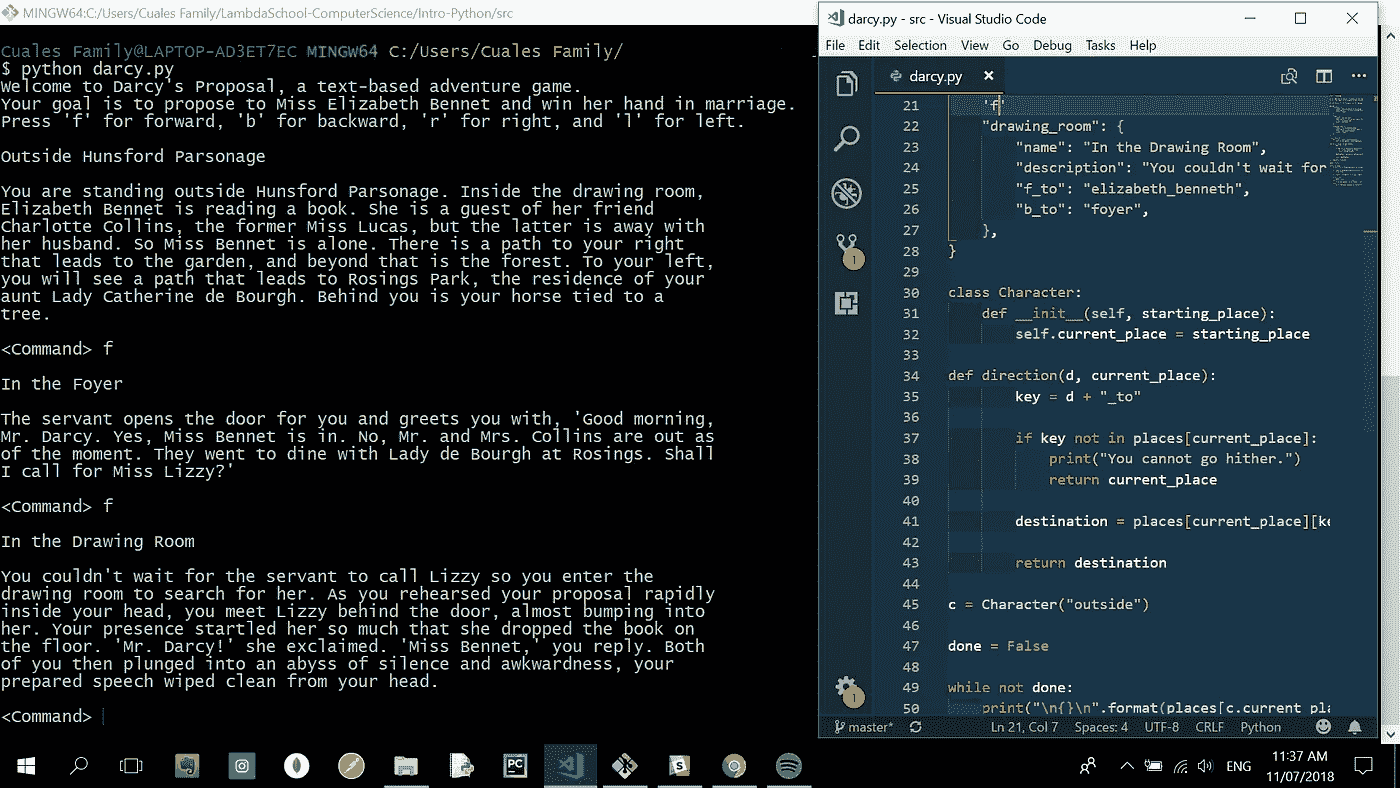 MINGW64:C:/Users/Cuales Family/LambdaSchool-ComputerScience/Intro-Python/src
Cuales Family@LAPTOP-AD3ET7EC MINGW64 C:/Users/Cuales Family/
$ python darcy.py
Welcome to Darcy's Proposal, a text-based adventure game.
Your goal is to propose to Miss Elizabeth Bennet and win her hand in marriage.
Press 'f' for forward, 'b' for backward, 'r' for right, and 'l' for left.
Outside Hunsford Parsonage
You are standing outside Hunsford Parsonage. Inside the drawing room,
Elizabeth Bennet is reading a book. She is a guest of her friend
Charlotte Collins, the former Miss Lucas, but the latter is away with
her husband. So Miss Bennet is alone. There is a path to your right
that leads to the garden, and beyond that is the forest. To your left,
you will see a path that leads to Rosings Park, the residence of your
aunt Lady Catherine de Bourgh. Behind you is your horse tied to a
tree.
<Command> f
In the Foyer
The servant opens the door for you and greets you with, 'Good morning,
Mr. Darcy. Yes, Miss Bennet is in. No, Mr. and Mrs. Collins are out as
of the moment. They went to dine with Lady de Bourgh at Rosings. Shall
I call for Miss Lizzy?'
<Command> f
In the Drawing Room
You couldn't wait for the servant to call Lizzy so you enter the
drawing room to search for her. As you rehearsed your proposal rapidly
inside your head, you meet Lizzy behind the door, almost bumping into
her. Your presence startled her so much that she dropped the book on
the floor. 'Mr. Darcy!' she exclaimed. 'Miss Bennet,' you reply. Both
of you then plunged into an abyss of silence and awkwardness, your
prepared speech wiped clean from your head.
<Command>
darcy.py - src - Visual Studio Code
File Edit Selection View Go Debug Tasks Help
darcy.py
21 'f'
22 "drawing_room": {
23 "name": "In the Drawing Room",
24 "description": "You couldn't wait for
25 "f_to": "elizabeth_benneth",
26 "b_to": "foyer",
27 },
28 }
29
30 class Character:
31 def __init__(self, starting_place):
32 self.current_place = starting_place
33
34 def direction(d, current_place):
35 key = d + "_to"
36
37 if key not in places[current_place]:
38 print("You cannot go hither.")
39 return current_place
40
41 destination = places[current_place][ke
42
43 return destination
44
45 c = Character("outside")
46
47 done = False
48
49 while not done:
50 print("\n{}\n".format(places[c.current_pla
1
1
master* Ln 21, Col 7 Spaces: 4 UTF-8 CRLF Python
PC
S
ENG
11:37 AM
11/07/2018